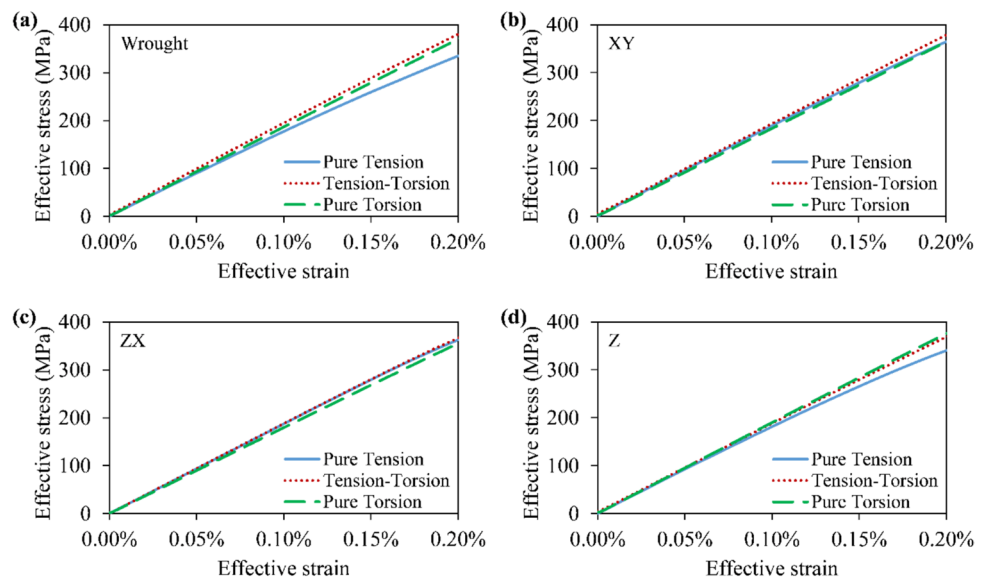 (a)
Wrought
Effective stress (MPa)
400
300
200
100
0
Pure Tension
Tension-Torsion
Pure Torsion
0.00% 0.05% 0.10% 0.15% 0.20%
Effective strain
(b)
XY
Effective stress (MPa)
400
300
200
100
0
Pure Tension
Tension-Torsion
Pure Torsion
0.00% 0.05% 0.10% 0.15% 0.20%
Effective strain
(c)
ZX
Effective stress (MPa)
400
300
200
100
0
Pure Tension
Tension-Torsion
Pure Torsion
0.00% 0.05% 0.10% 0.15% 0.20%
Effective strain
(d)
Z
Effective stress (MPa)
400
300
200
100
0
Pure Tension
Tension-Torsion
Pure Torsion
0.00% 0.05% 0.10% 0.15% 0.20%
Effective strain